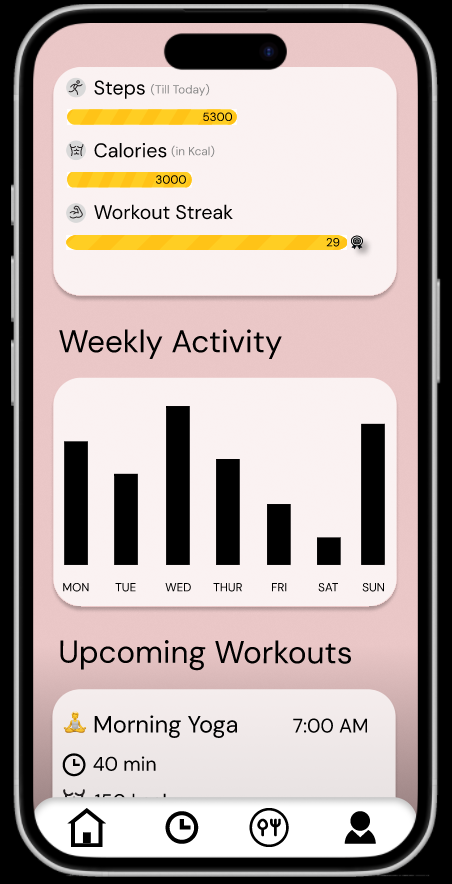 Steps (Till Today)
5300
Calories (in Kcal)
3000
Workout Streak
29
Weekly Activity
MON TUE WED THUR FRI SAT SUN
Upcoming Workouts
Morning Yoga 7:00 AM
40 min